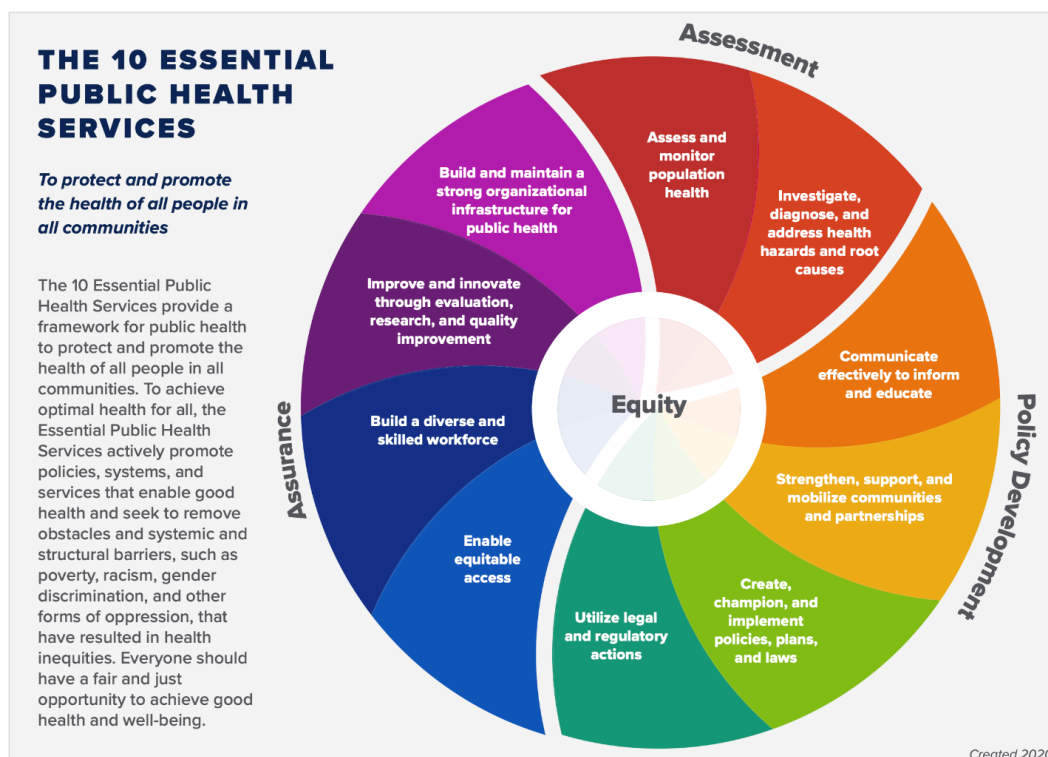 THE 10 ESSENTIAL
PUBLIC HEALTH
SERVICES
To protect and promote
the health of all people in
all communities
The 10 Essential Public
Health Services provide a
framework for public health
to protect and promote the
health of all people in all
communities. To achieve
optimal health for all, the
Essential Public Health
Services actively promote
policies, systems, and
services that enable good
health and seek to remove
obstacles and systemic and
structural barriers, such as
poverty, racism, gender
discrimination, and other
forms of oppression, that
have resulted in health
inequities. Everyone should
have a fair and just
opportunity to achieve good
health and well-being.
Assessment
Assess and
monitor
population
health
Investigate,
diagnose, and
address health
hazards and root
causes
Policy Development
Communicate
effectively to inform
and educate
Strengthen, support, and
mobilize communities
and partnerships
Create,
champion, and
implement
policies, plans,
and laws
Utilize legal
and regulatory
actions
Assurance
Enable
equitable
access
Build a diverse and
skilled workforce
Improve and innovate
through evaluation,
research, and quality
improvement
Build and maintain a
strong organizational
infrastructure for
public health
Equity
Created 2020